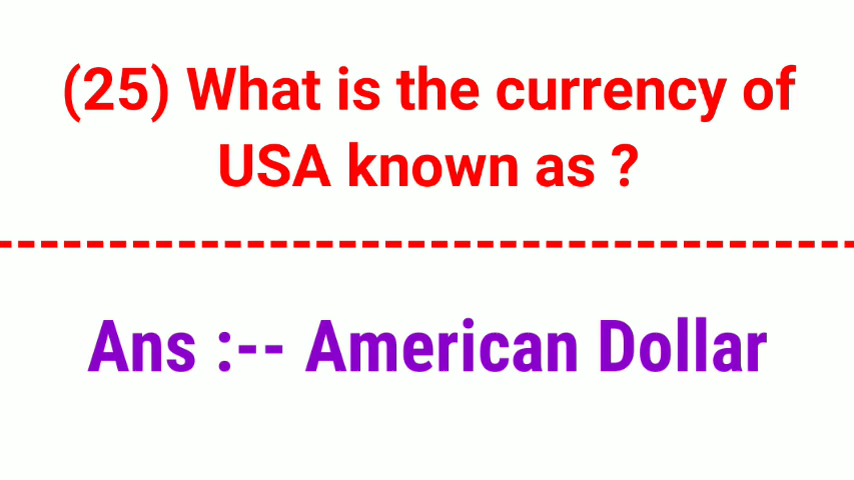 (25) What is the currency of
USA known as ?
Ans :-- American Dollar